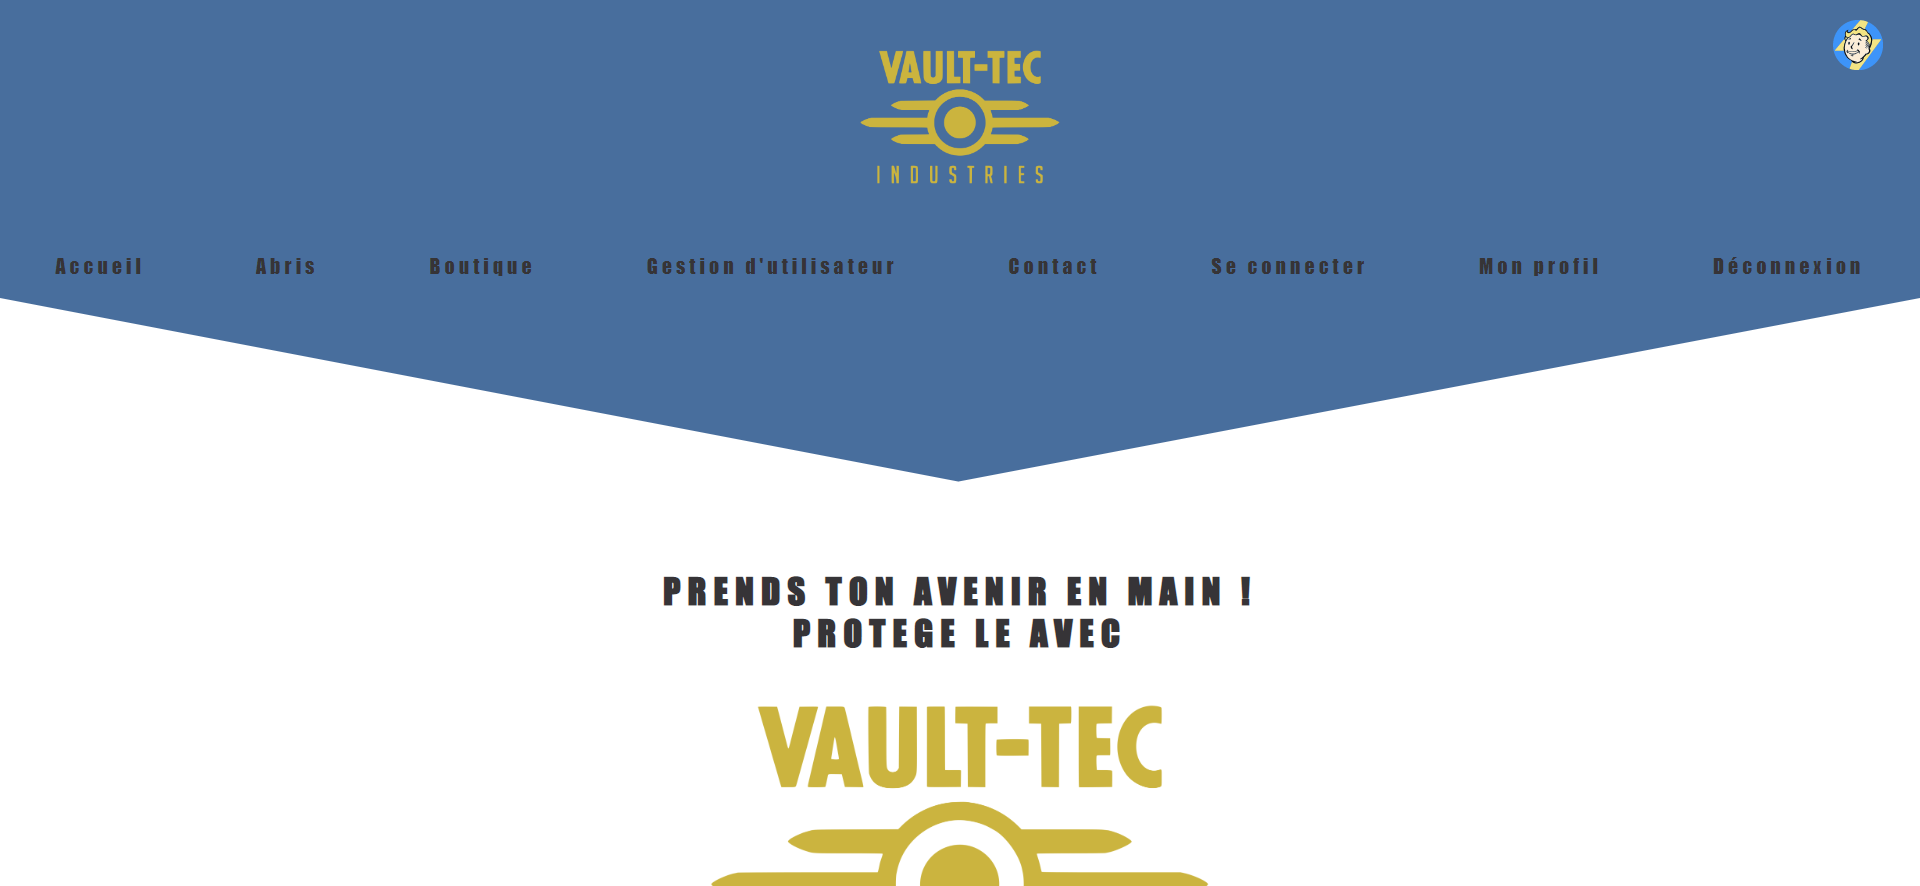 VAULT-TEC
INDUSTRIES
Accueil Abris Boutique Gestion d'utilisateur Contact Se connecter Mon profil Déconnexion
PRENDS TON AVENIR EN MAIN !
PROTEGE LE AVEC
VAULT-TEC